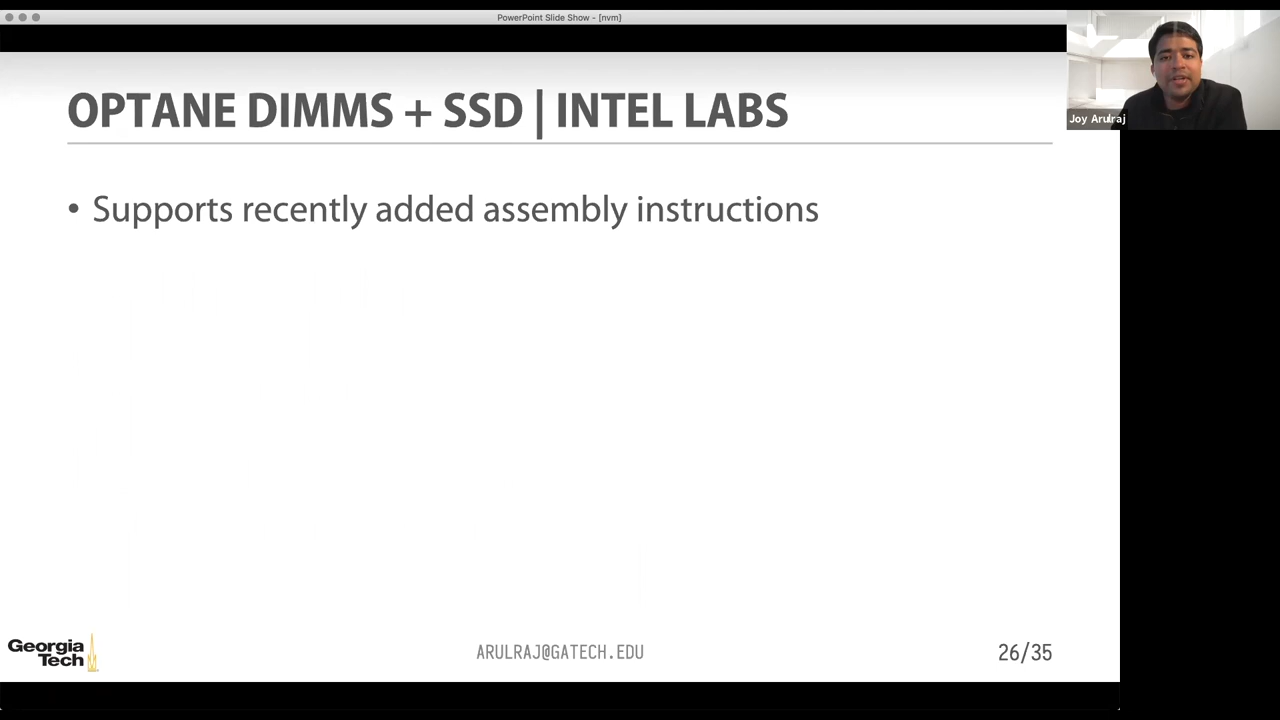 PowerPoint Slide Show - [nvm]
OPTANE DIMMS + SSD | INTEL LABS
Joy Arulraj
• Supports recently added assembly instructions
Georgia
Tech
ARULRAJ@GATECH.EDU
26/35